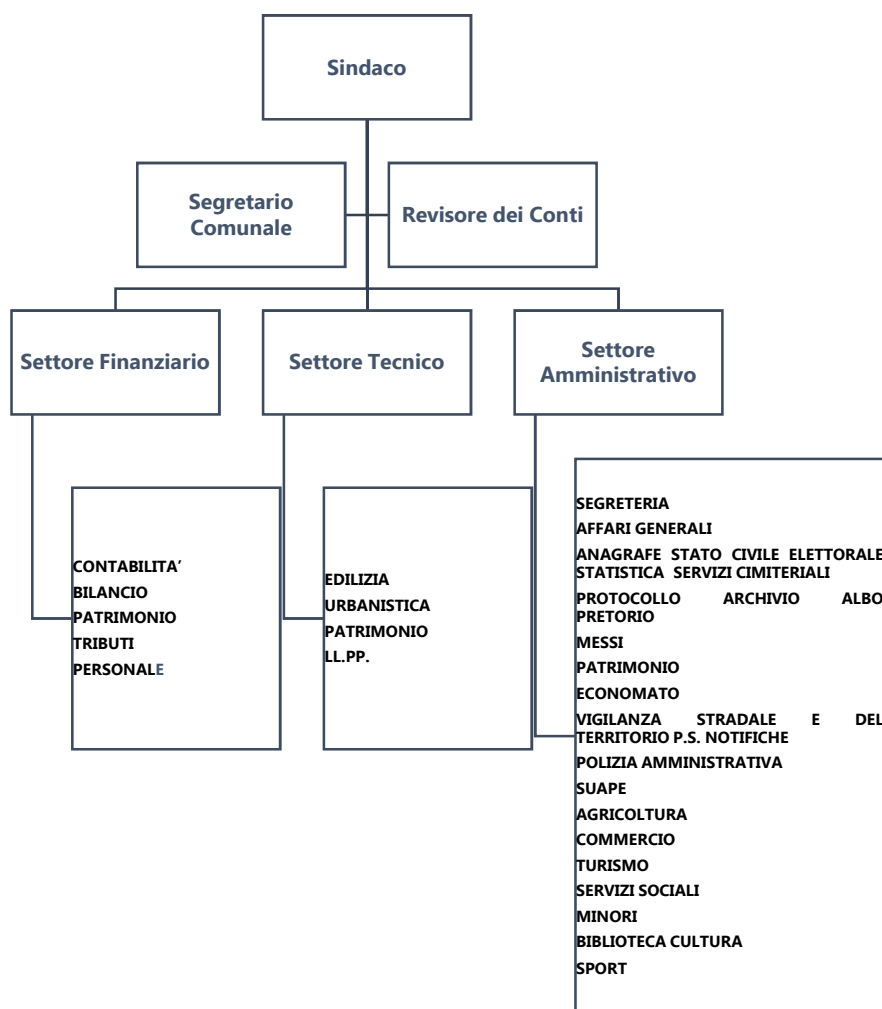 Sindaco
Segretario
Comunale
Revisore dei Conti
Settore Finanziario
Settore Tecnico
Settore
Amministrativo
CONTABILITA’
BILANCIO
PATRIMONIO
TRIBUTI
PERSONALE
EDILIZIA
URBANISTICA
PATRIMONIO
LL.PP.
SEGRETERIA
AFFARI GENERALI
ANAGRAFE STATO CIVILE ELETTORALE
STATISTICA SERVIZI CIMITERIALI
PROTOCOLLO ARCHIVIO ALBO
PRETORIO
MESSI
PATRIMONIO
ECONOMATO
VIGILANZA STRADALE E DEL
TERRITORIO P.S. NOTIFICHE
POLIZIA AMMINISTRATIVA
SUAPE
AGRICOLTURA
COMMERCIO
TURISMO
SERVIZI SOCIALI
MINORI
BIBLIOTECA CULTURA
SPORT